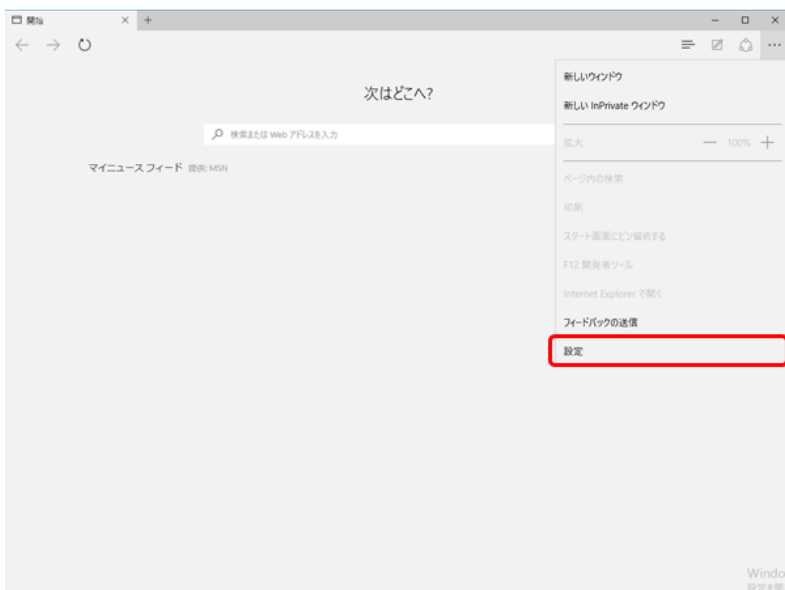 開始
次はどこへ?
検索または Web アドレスを入力
マイニュース フィード 提供: MSN
新しいウィンドウ
新しい InPrivate ウィンドウ
拡大 100%
ページ内の検索
印刷
スタート画面にピン留めする
F12 開発者ツール
Internet Explorer で開く
フィードバックの送信
設定
Windo
設定を開